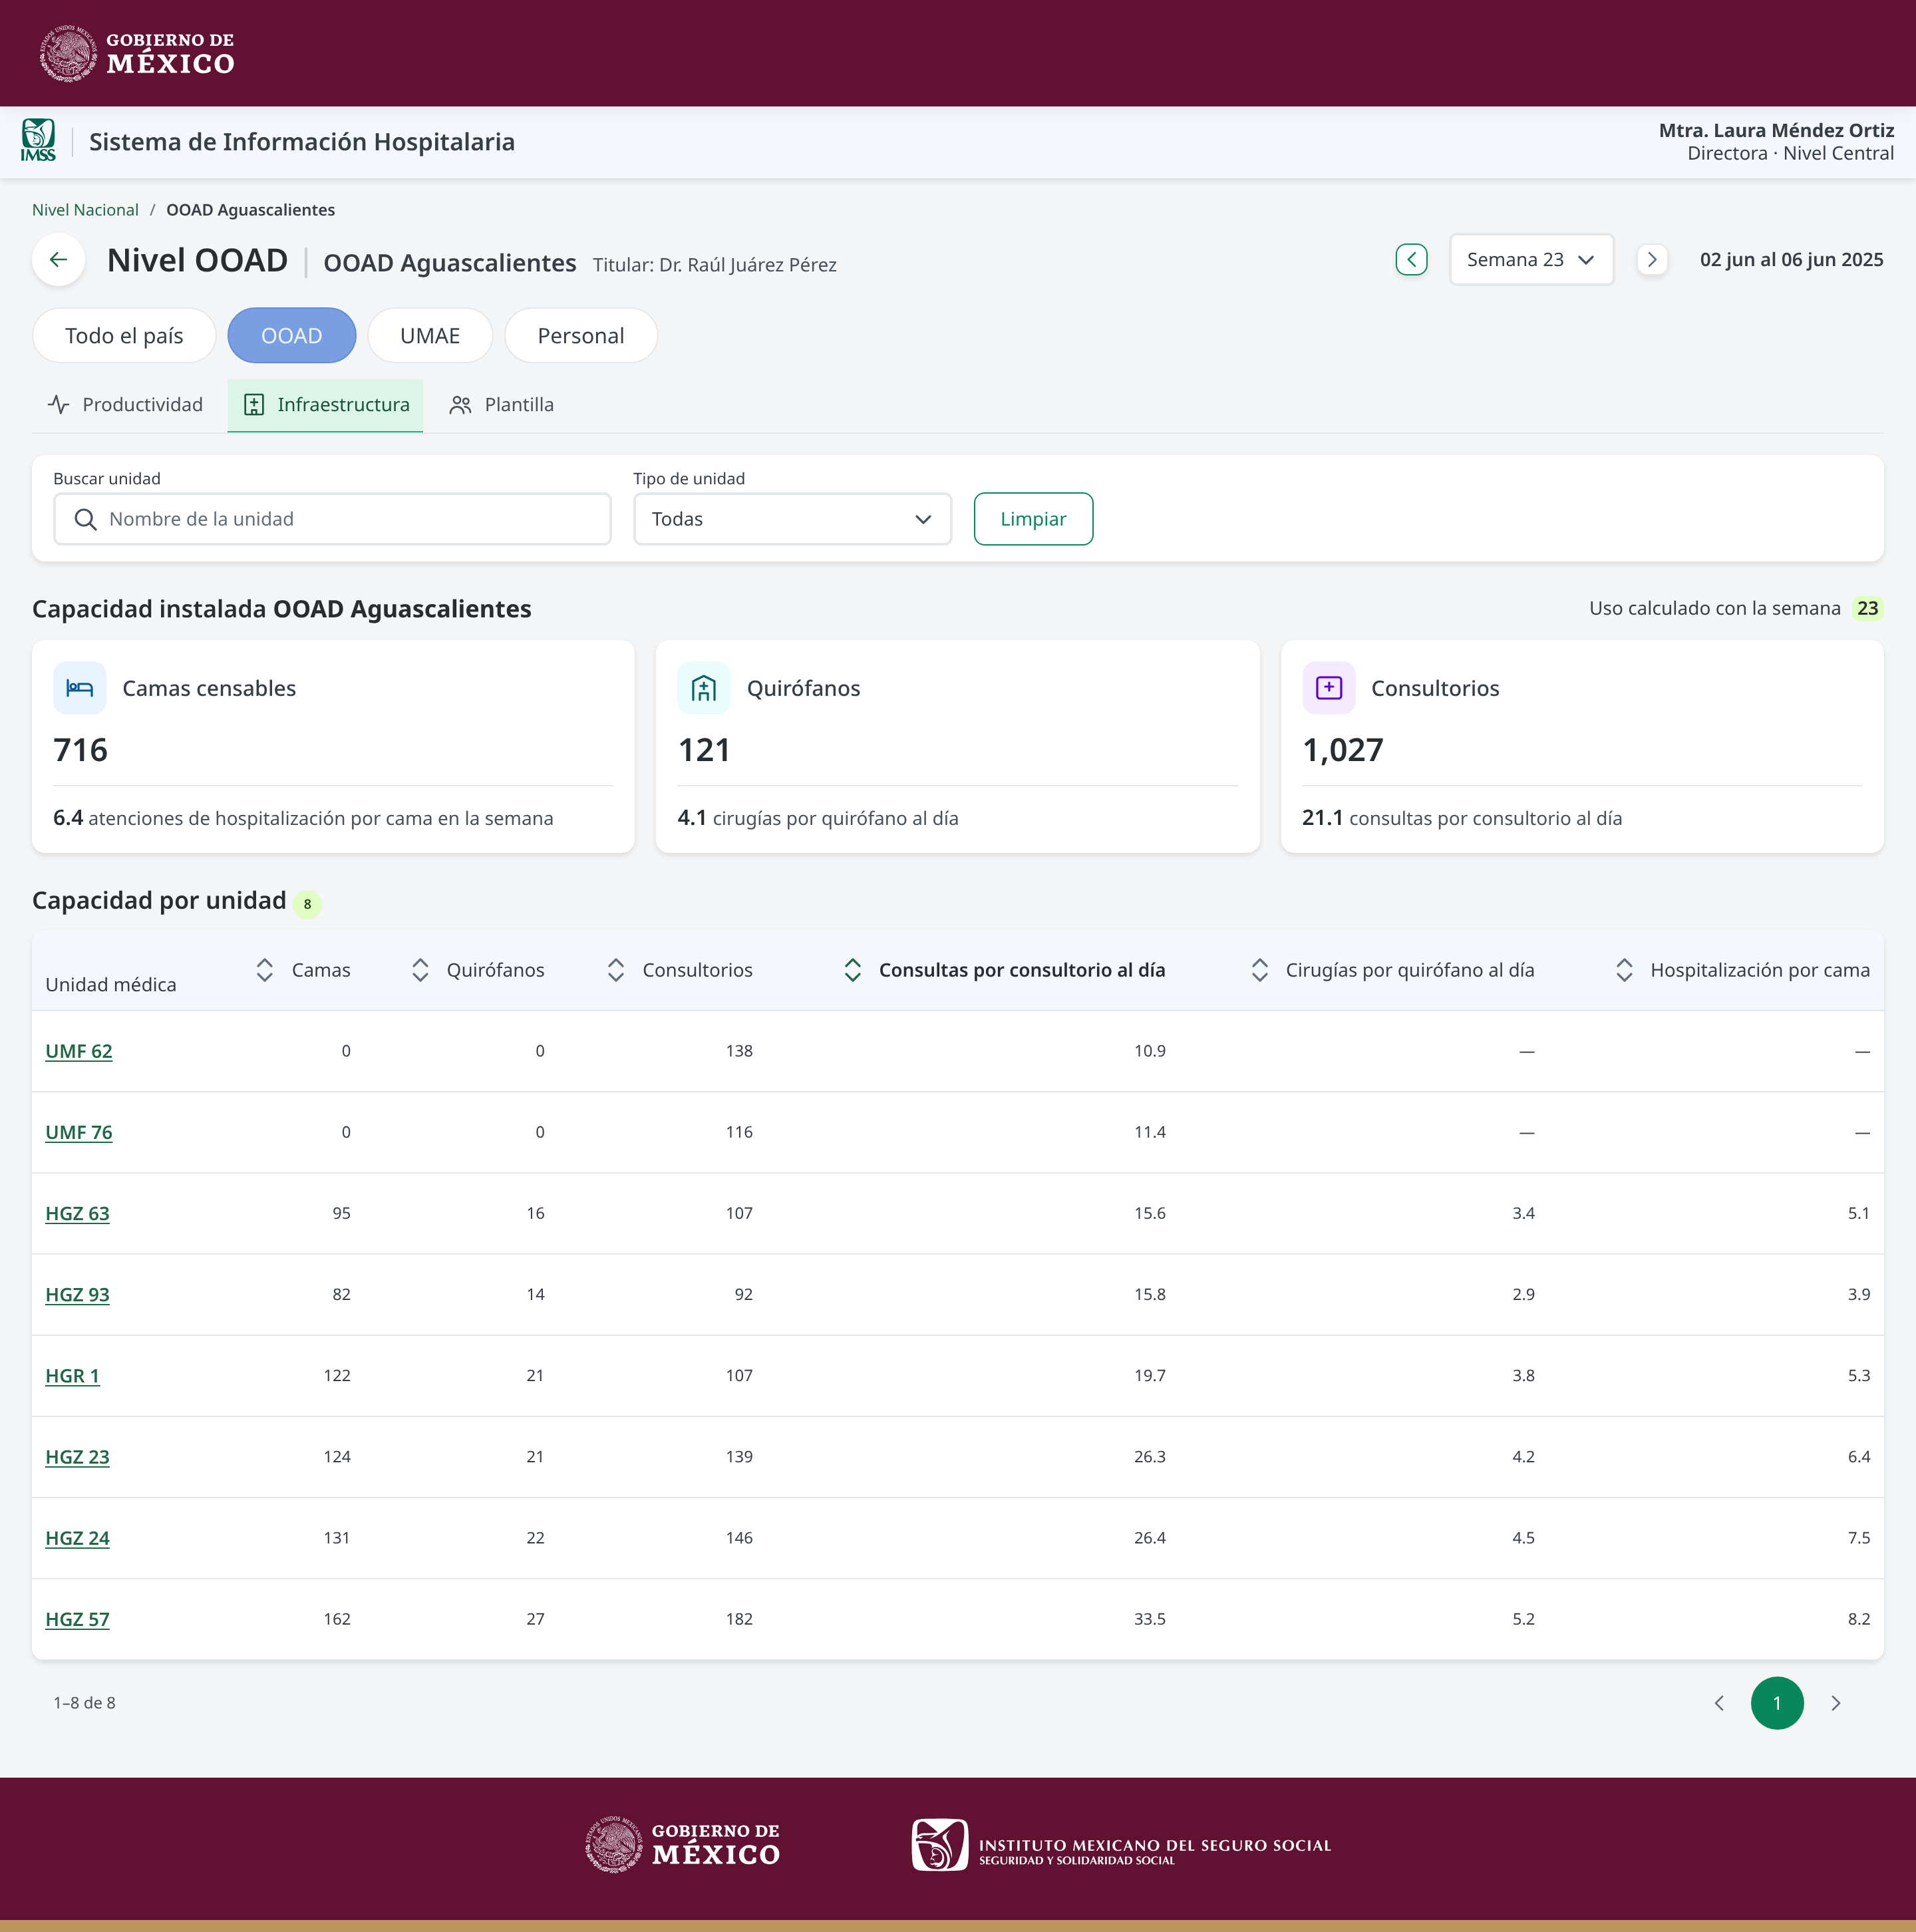 GOBIERNO DE
MÉXICO
IMSS
Sistema de Información Hospitalaria
Mtra. Laura Méndez Ortiz
Directora · Nivel Central
Nivel Nacional / OOAD Aguascalientes
Nivel OOAD | OOAD Aguascalientes Titular: Dr. Raúl Juárez Pérez
Semana 23
02 jun al 06 jun 2025
Todo el país OOAD UMAE Personal
Productividad Infraestructura Plantilla
Buscar unidad Tipo de unidad
Nombre de la unidad Todas Limpiar
Capacidad instalada OOAD Aguascalientes
Uso calculado con la semana 23
Camas censables
716
6.4 atenciones de hospitalización por cama en la semana
Quirófanos
121
4.1 cirugías por quirófano al día
Consultorios
1,027
21.1 consultas por consultorio al día
Capacidad por unidad 8
Unidad médica Camas Quirófanos Consultorios Consultas por consultorio al día Cirugías por quirófano al día Hospitalización por cama
UMF 62 0 0 138 10.9 — —
UMF 76 0 0 116 11.4 — —
HGZ 63 95 16 107 15.6 3.4 5.1
HGZ 93 82 14 92 15.8 2.9 3.9
HGR 1 122 21 107 19.7 3.8 5.3
HGZ 23 124 21 139 26.3 4.2 6.4
HGZ 24 131 22 146 26.4 4.5 7.5
HGZ 57 162 27 182 33.5 5.2 8.2
1–8 de 8
1
GOBIERNO DE
MÉXICO
INSTITUTO MEXICANO DEL SEGURO SOCIAL
SEGURIDAD Y SOLIDARIDAD SOCIAL